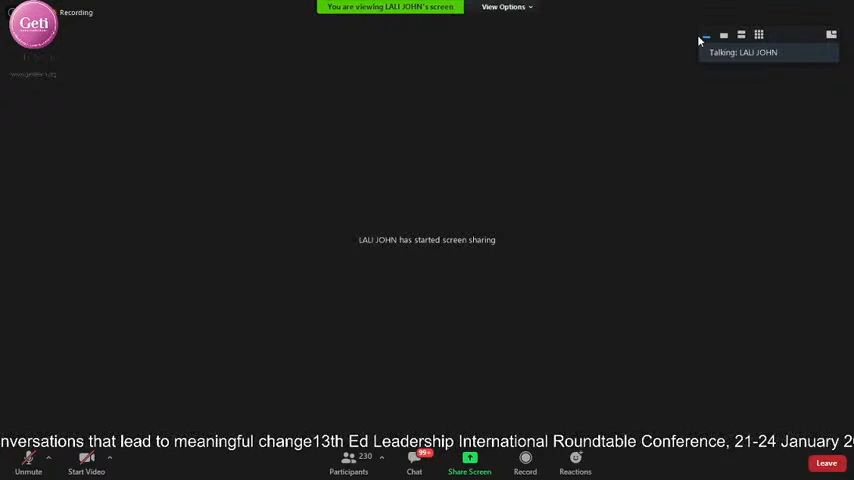 Recording
You are viewing LALI JOHN's screen
View Options
Geti
Talking: LALI JOHN
LALI JOHN has started screen sharing
nversations that lead to meaningful change13th Ed Leadership International Roundtable Conference, 21-24 January 2
Unmute
Start Video
230
Participants
99+
Chat
Share Screen
Record
Reactions
Leave